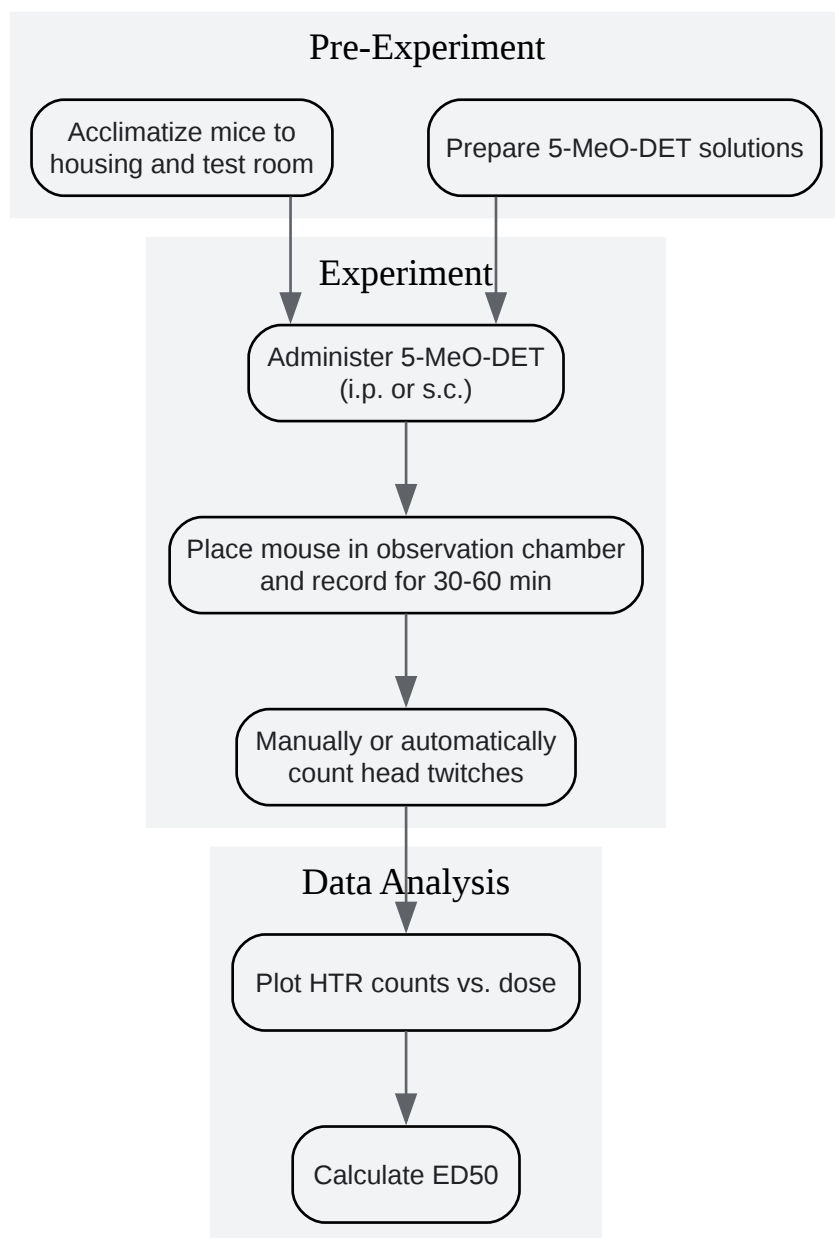 Pre-Experiment
Acclimatize mice to
housing and test room
Prepare 5-MeO-DET solutions
Experiment
Administer 5-MeO-DET
(i.p. or s.c.)
Place mouse in observation chamber
and record for 30-60 min
Manually or automatically
count head twitches
Data Analysis
Plot HTR counts vs. dose
Calculate ED50